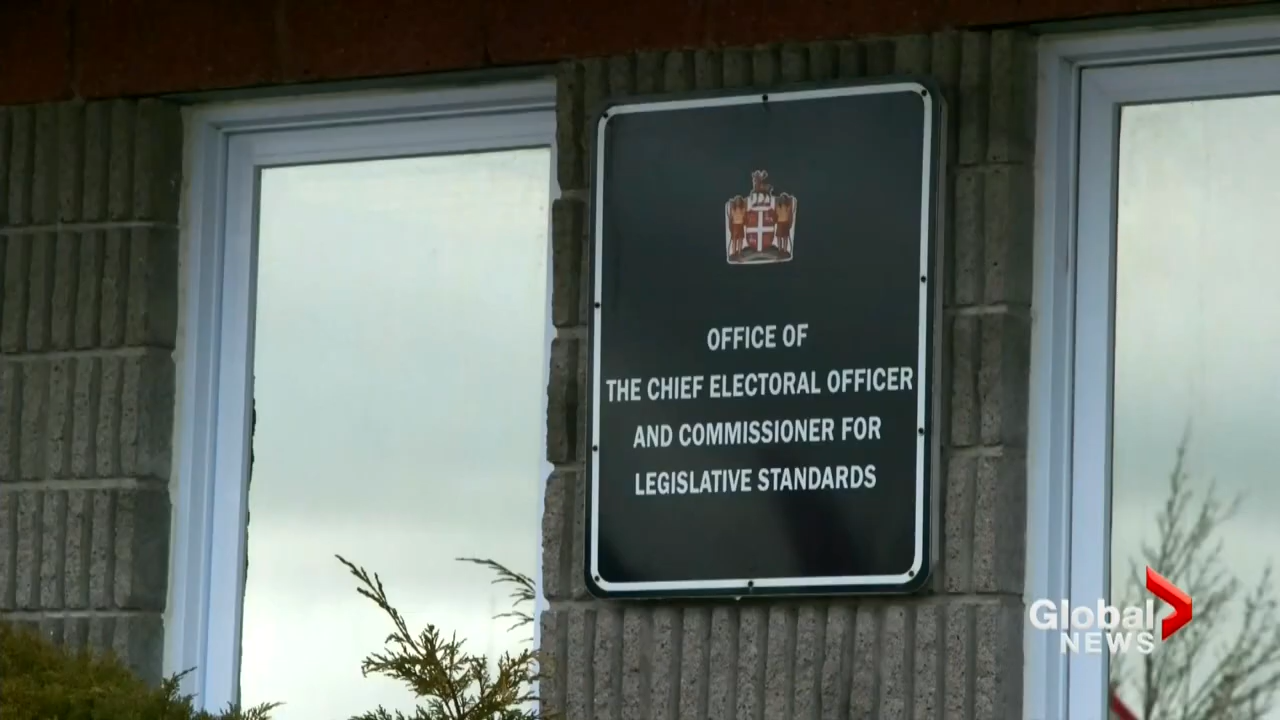 OFFICE OF
THE CHIEF ELECTORAL OFFICER
AND COMMISSIONER FOR
LEGISLATIVE STANDARDS
Global
NEWS